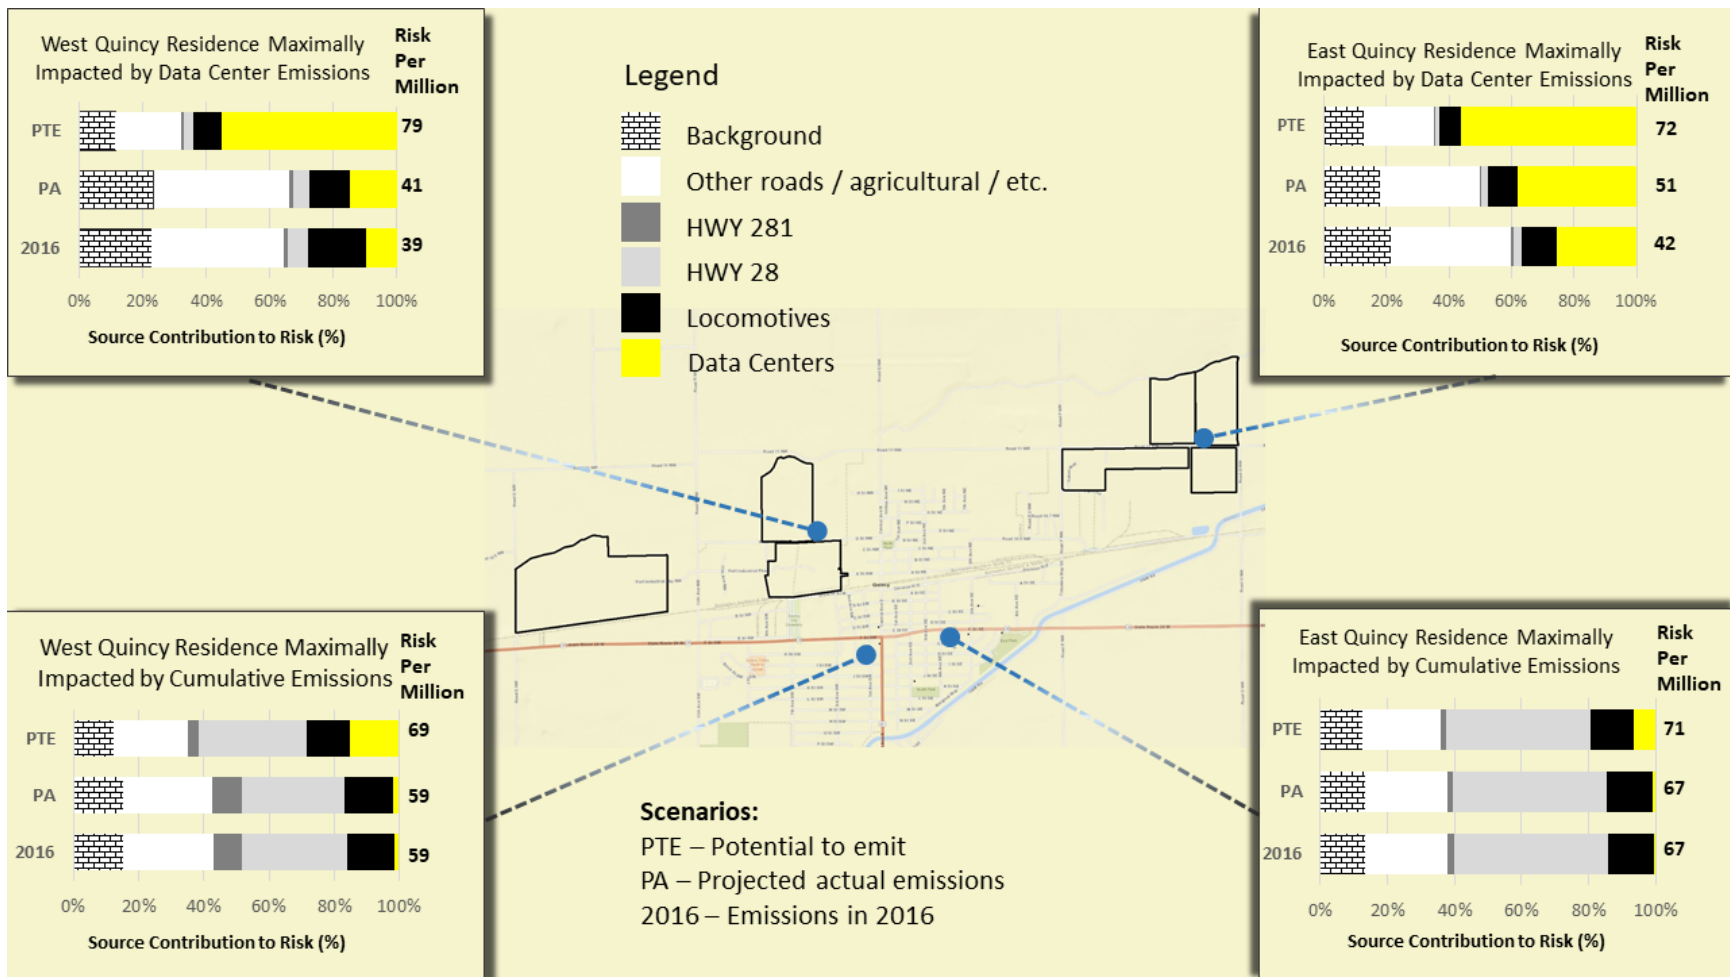 West Quincy Residence Maximally
Impacted by Data Center Emissions
Risk
Per
Million
PTE
79
PA
41
2016
39
0% 20% 40% 60% 80% 100%
Source Contribution to Risk (%)
Legend
Background
Other roads / agricultural / etc.
HWY 281
HWY 28
Locomotives
Data Centers
East Quincy Residence Maximally
Impacted by Data Center Emissions
Risk
Per
Million
PTE
72
PA
51
2016
42
0% 20% 40% 60% 80% 100%
Source Contribution to Risk (%)
Quincy
West Quincy Residence Maximally
Impacted by Cumulative Emissions
Risk
Per
Million
PTE
69
PA
59
2016
59
0% 20% 40% 60% 80% 100%
Source Contribution to Risk (%)
Scenarios:
PTE – Potential to emit
PA – Projected actual emissions
2016 – Emissions in 2016
East Quincy Residence Maximally
Impacted by Cumulative Emissions
Risk
Per
Million
PTE
71
PA
67
2016
67
0% 20% 40% 60% 80% 100%
Source Contribution to Risk (%)